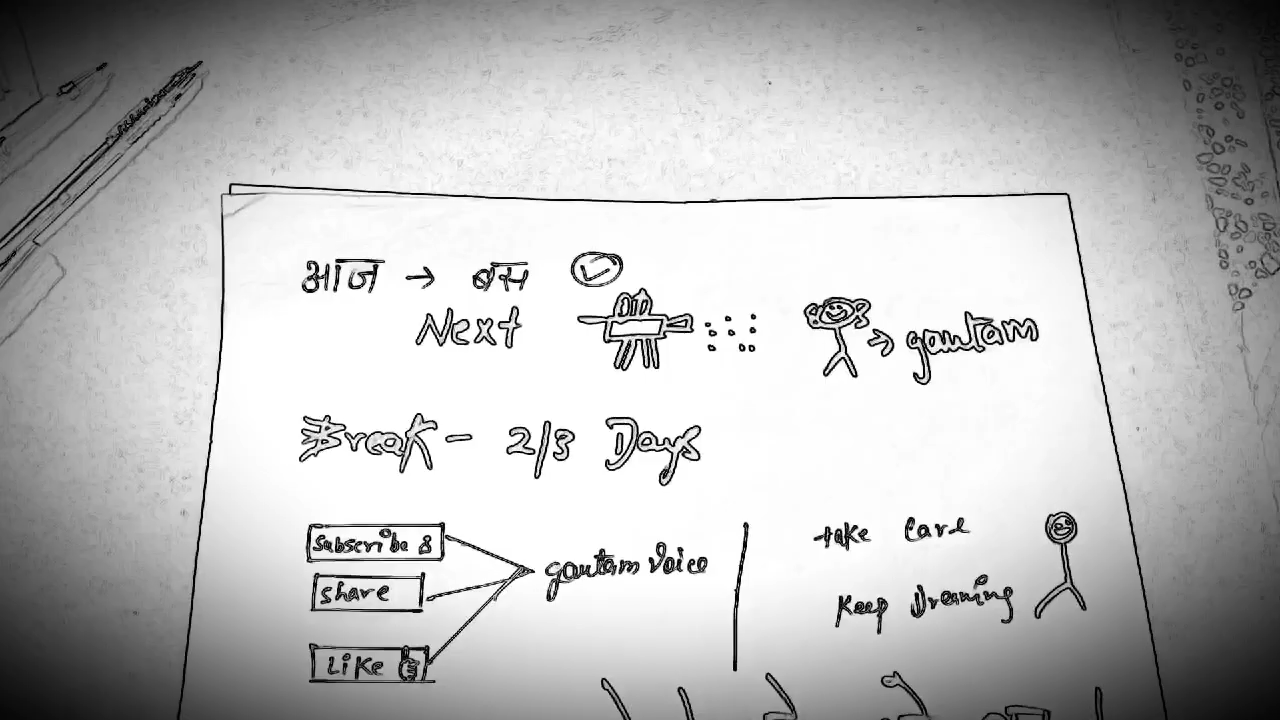 आज → बस
Next
→ gautam
Break - 2/3 Days
Subscribe &
Share
Like
gautam voice
take care
Keep Dreaming